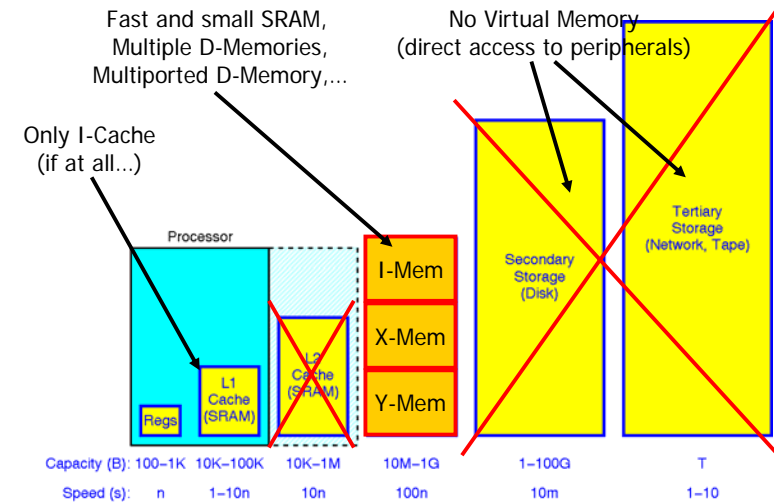 Fast and small SRAM,
Multiple D-Memories,
Multiported D-Memory,...
No Virtual Memory
(direct access to peripherals)
Only I-Cache
(if at all...)
Processor
Regs
L1
Cache
(SRAM)
L2
Cache
(SRAM)
I-Mem
X-Mem
Y-Mem
Secondary
Storage
(Disk)
Tertiary
Storage
(Network, Tape)
Capacity (B): 100-1K 10K-100K 10K-1M 10M-1G 1-100G T
Speed (s): n 1-10n 10n 100n 10m 1-10